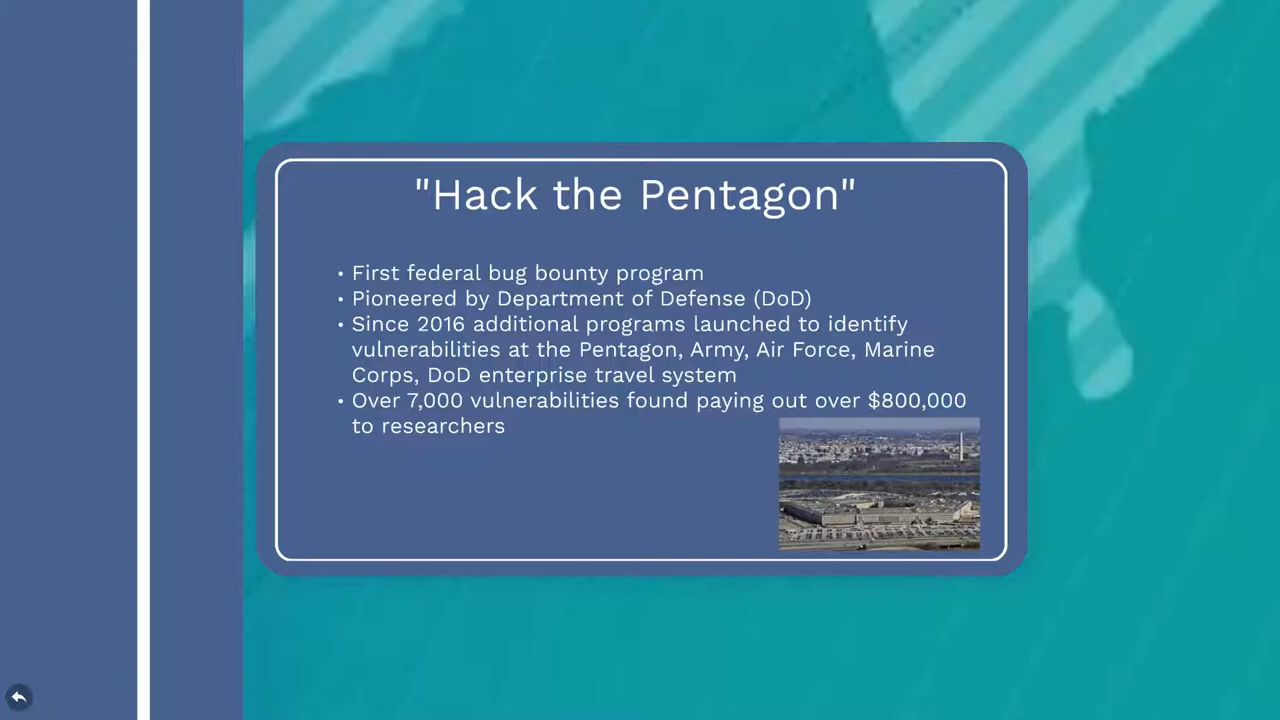 "Hack the Pentagon"
• First federal bug bounty program
• Pioneered by Department of Defense (DoD)
• Since 2016 additional programs launched to identify
vulnerabilities at the Pentagon, Army, Air Force, Marine
Corps, DoD enterprise travel system
• Over 7,000 vulnerabilities found paying out over $800,000
to researchers